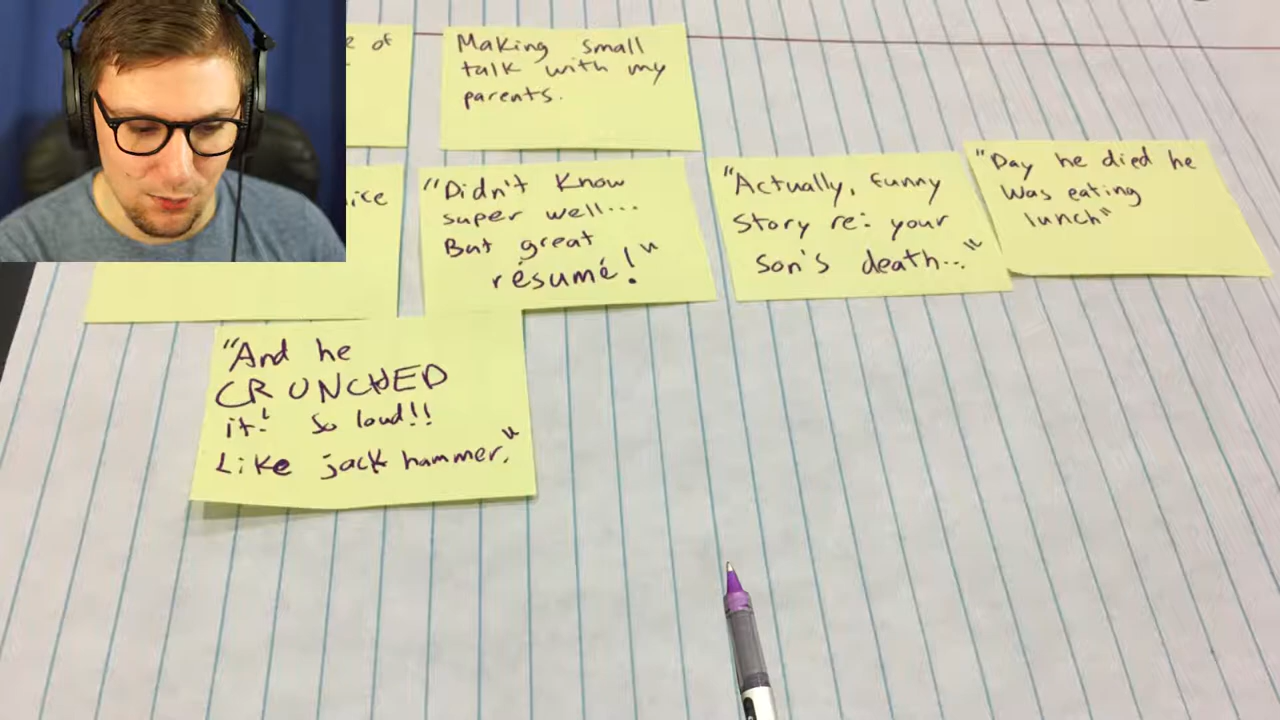 e of
Making small
talk with my
parents.
ice
"Didn't know
super well...
But great
résumé!"
"Actually, funny
story re: your
son's death..."
"Day he died he
was eating
lunch"
"And he
CRUNCHED
it! So loud!!
Like jack hammer."